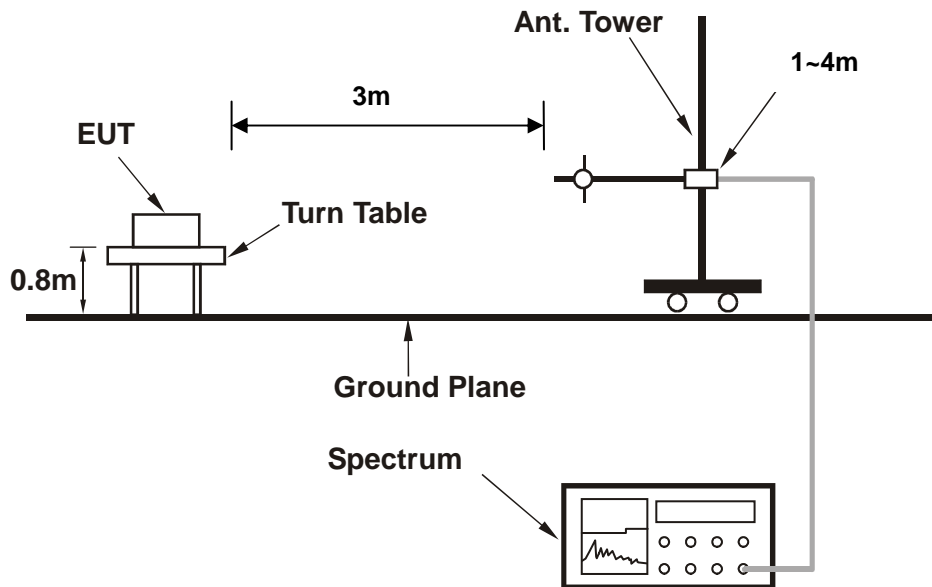 Ant. Tower
1~4m
3m
EUT
Turn Table
0.8m
Ground Plane
Spectrum